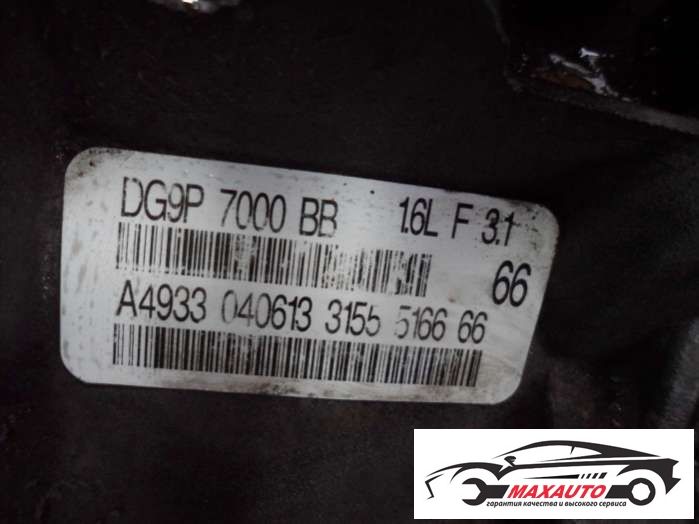 DG9P 7000 BB 1.6L F 3.1
66
A4933 040613 3155 5166 66
MAXAUTO
гарантия качества и высокого сервиса